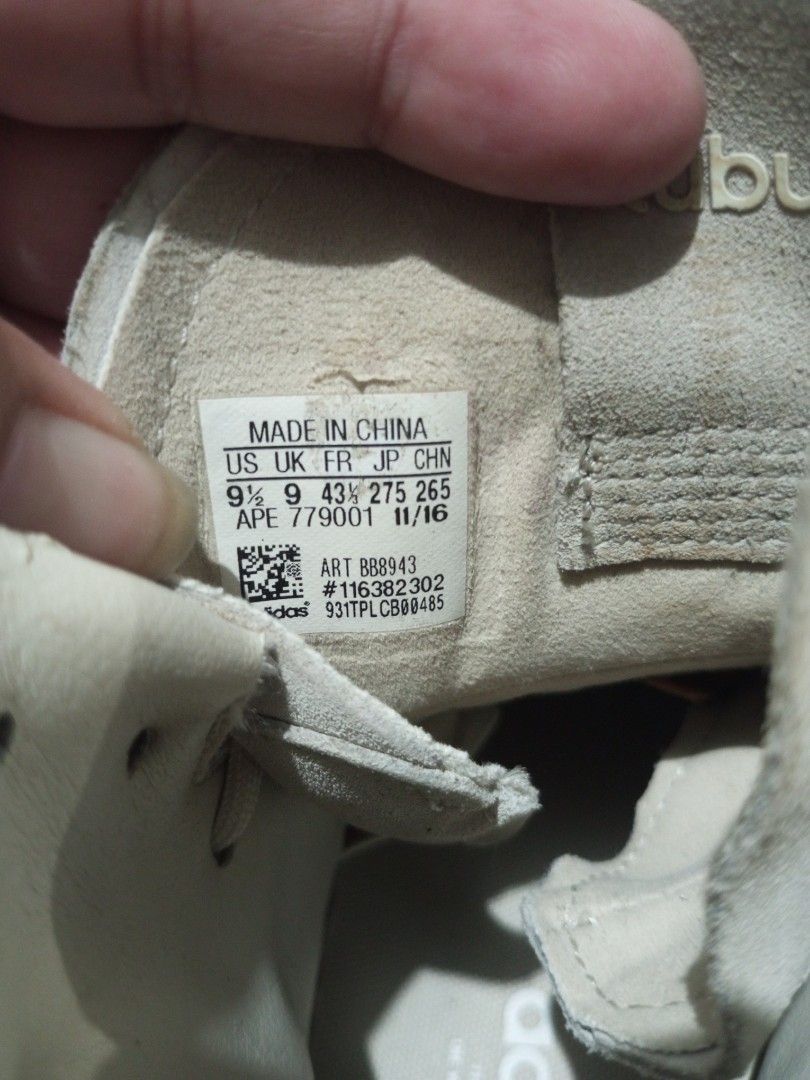 MADE IN CHINA
US UK FR JP CHN
9½ 9 43⅓ 275 265
APE 779001 11/16
ART BB8943
#116382302
931TPLCB00485